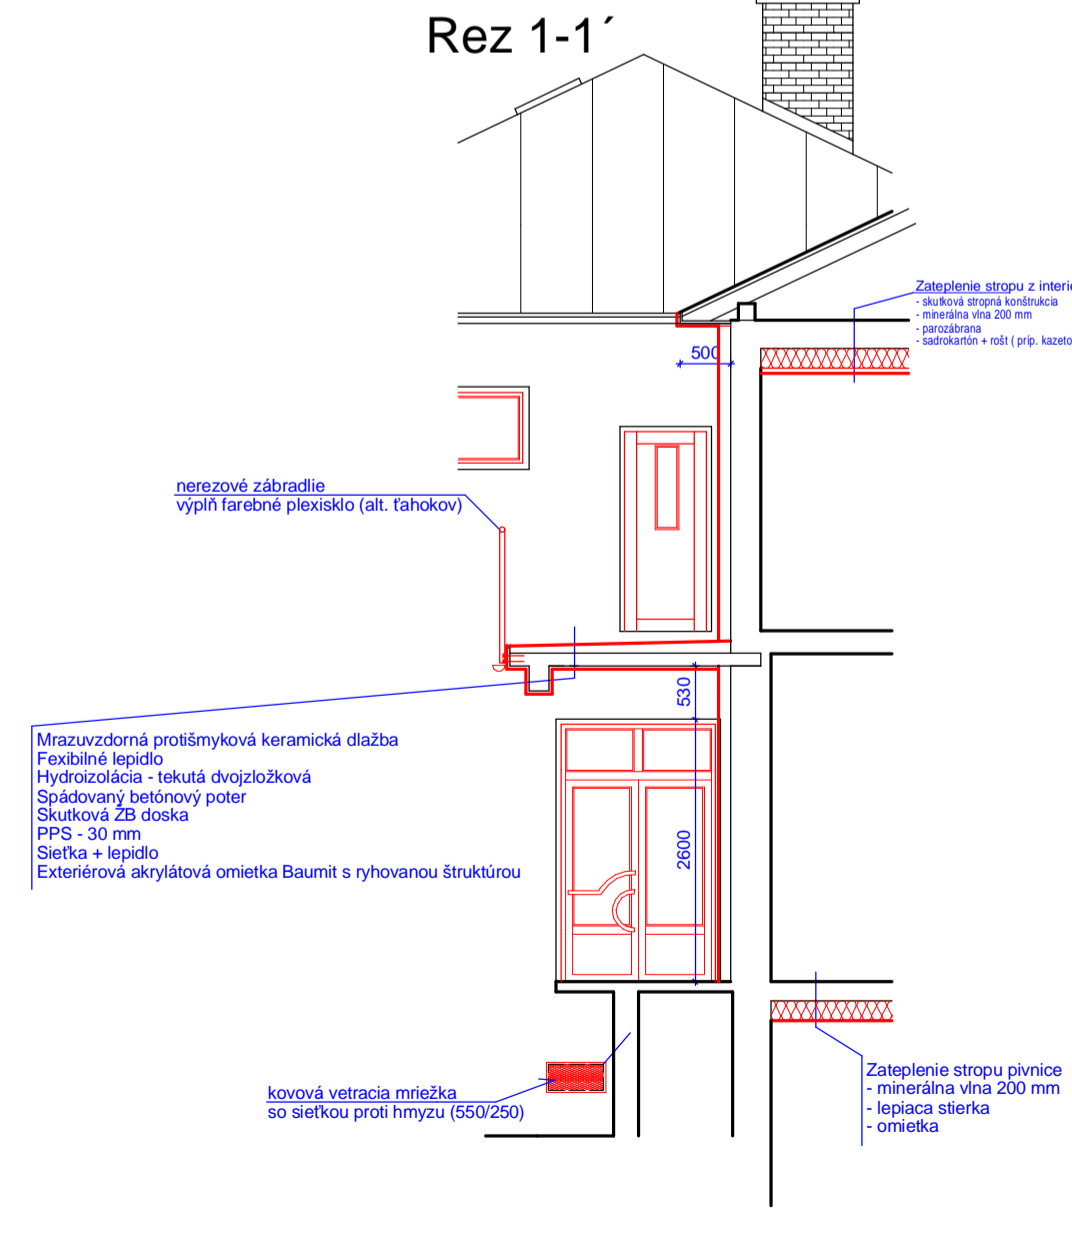 Rez 1-1´
Zateplenie stropu z
- skutková stropná konštrukcia
- minerálna vlna 200 mm
- parozábrana
- sadrokartón + rošt ( príp.
500
nerezové zábradlie
výplň farebné plexisklo (alt. ťahokov)
530
Mrazuvzdorná protišmyková keramická dlažba
Fexibilné lepidlo
Hydroizolácia - tekutá dvojzložková
Spádovaný betónový poter
Skutková ŽB doska
PPS - 30 mm
Sieťka + lepidlo
Exteriérová akrylátová omietka Baumit s ryhovanou štruktúrou
2600
kovová vetracia mriežka
so sieťkou proti hmyzu (550/250)
Zateplenie stropu pivnice
- minerálna vlna 200 mm
- lepiaca stierka
- omietka